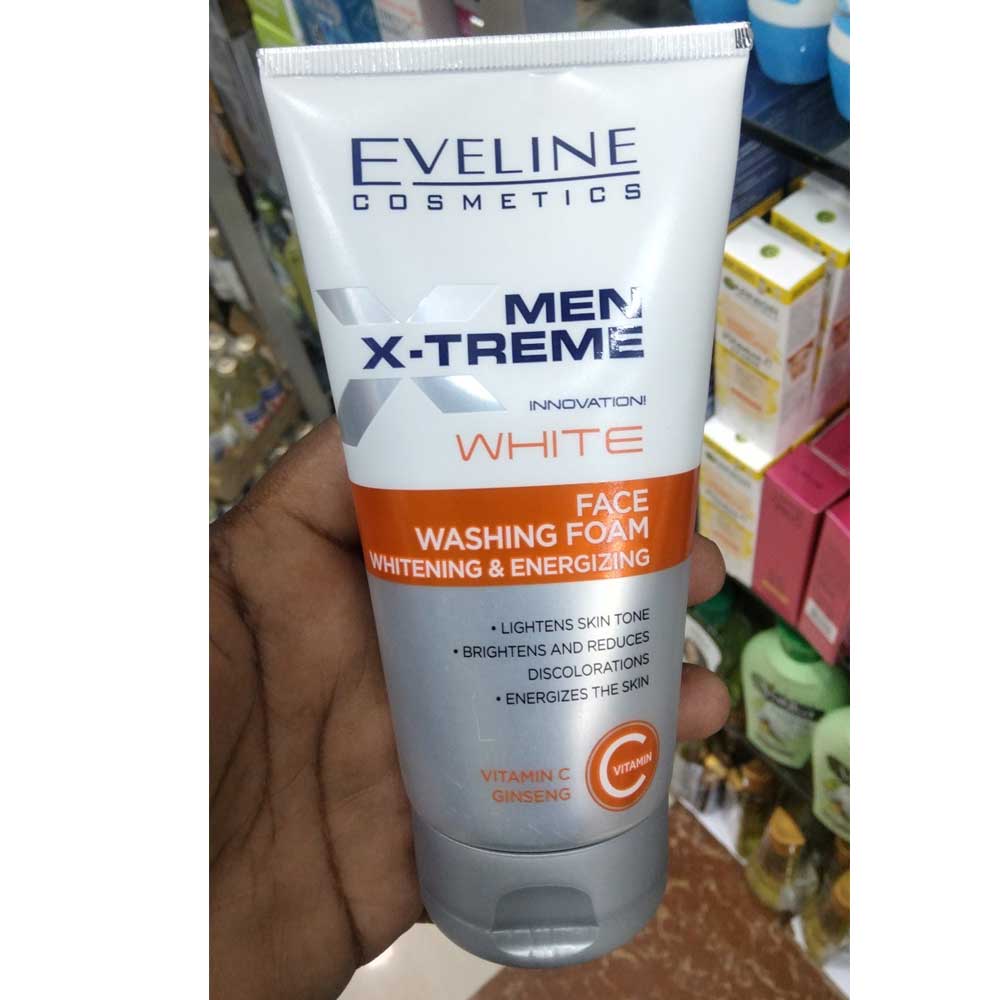 EVELINE
COSMETICS
MEN
X-TREME
INNOVATION!
WHITE
FACE
WASHING FOAM
WHITENING & ENERGIZING
• LIGHTENS SKIN TONE
• BRIGHTENS AND REDUCES
DISCOLORATIONS
• ENERGIZES THE SKIN
VITAMIN C
GINSENG
C
VITAMIN